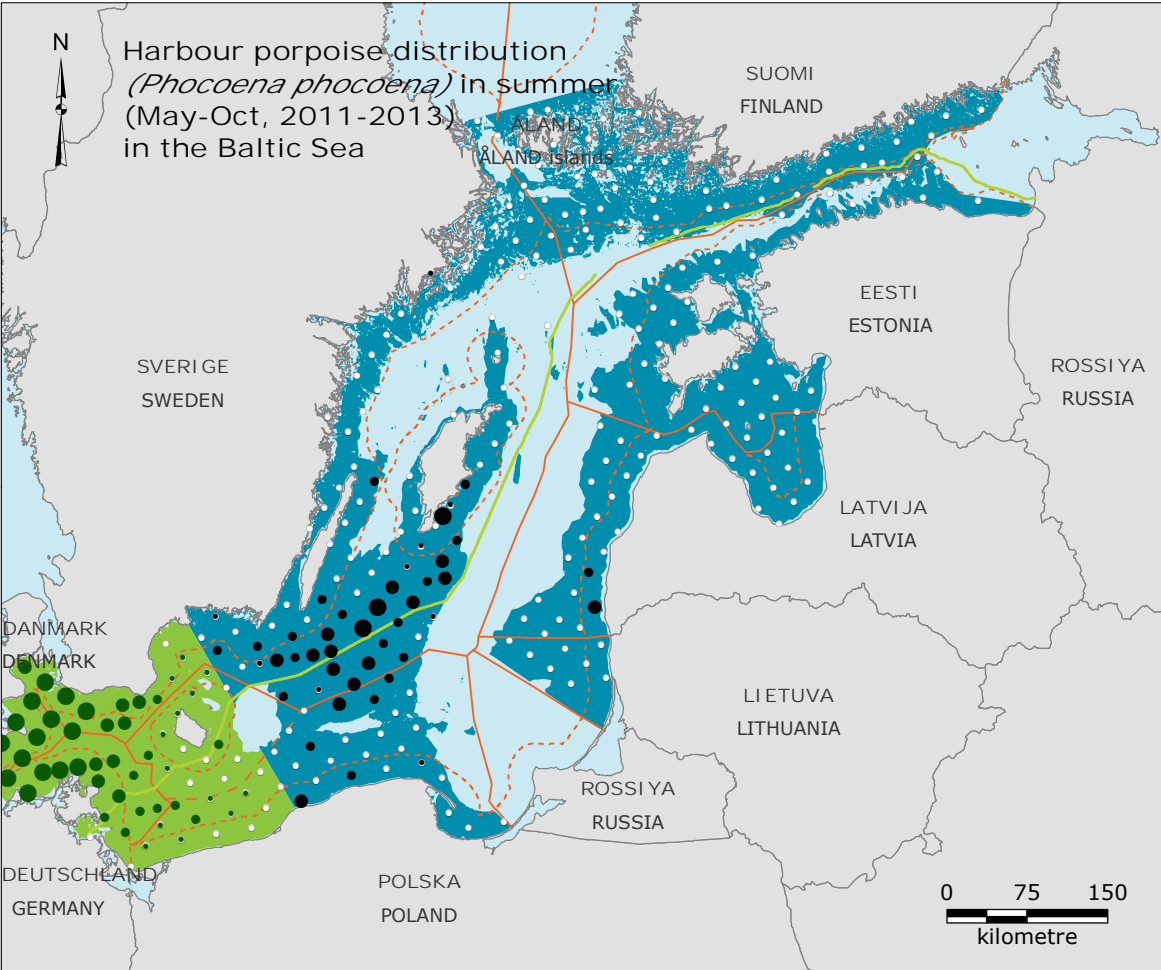 N
Harbour porpoise distribution
(Phocoena phocoena) in summer
(May-Oct, 2011-2013)
in the Baltic Sea
SUOMI
FINLAND
ÅLAND
ÅLAND islands
EESTI
ESTONIA
SVERIGE
SWEDEN
ROSSIYA
RUSSIA
LATVIJA
LATVIA
DANMARK
DENMARK
LIETUVA
LITHUANIA
ROSSIYA
RUSSIA
DEUTSCHLAND
GERMANY
POLSKA
POLAND
0 75 150
kilometre